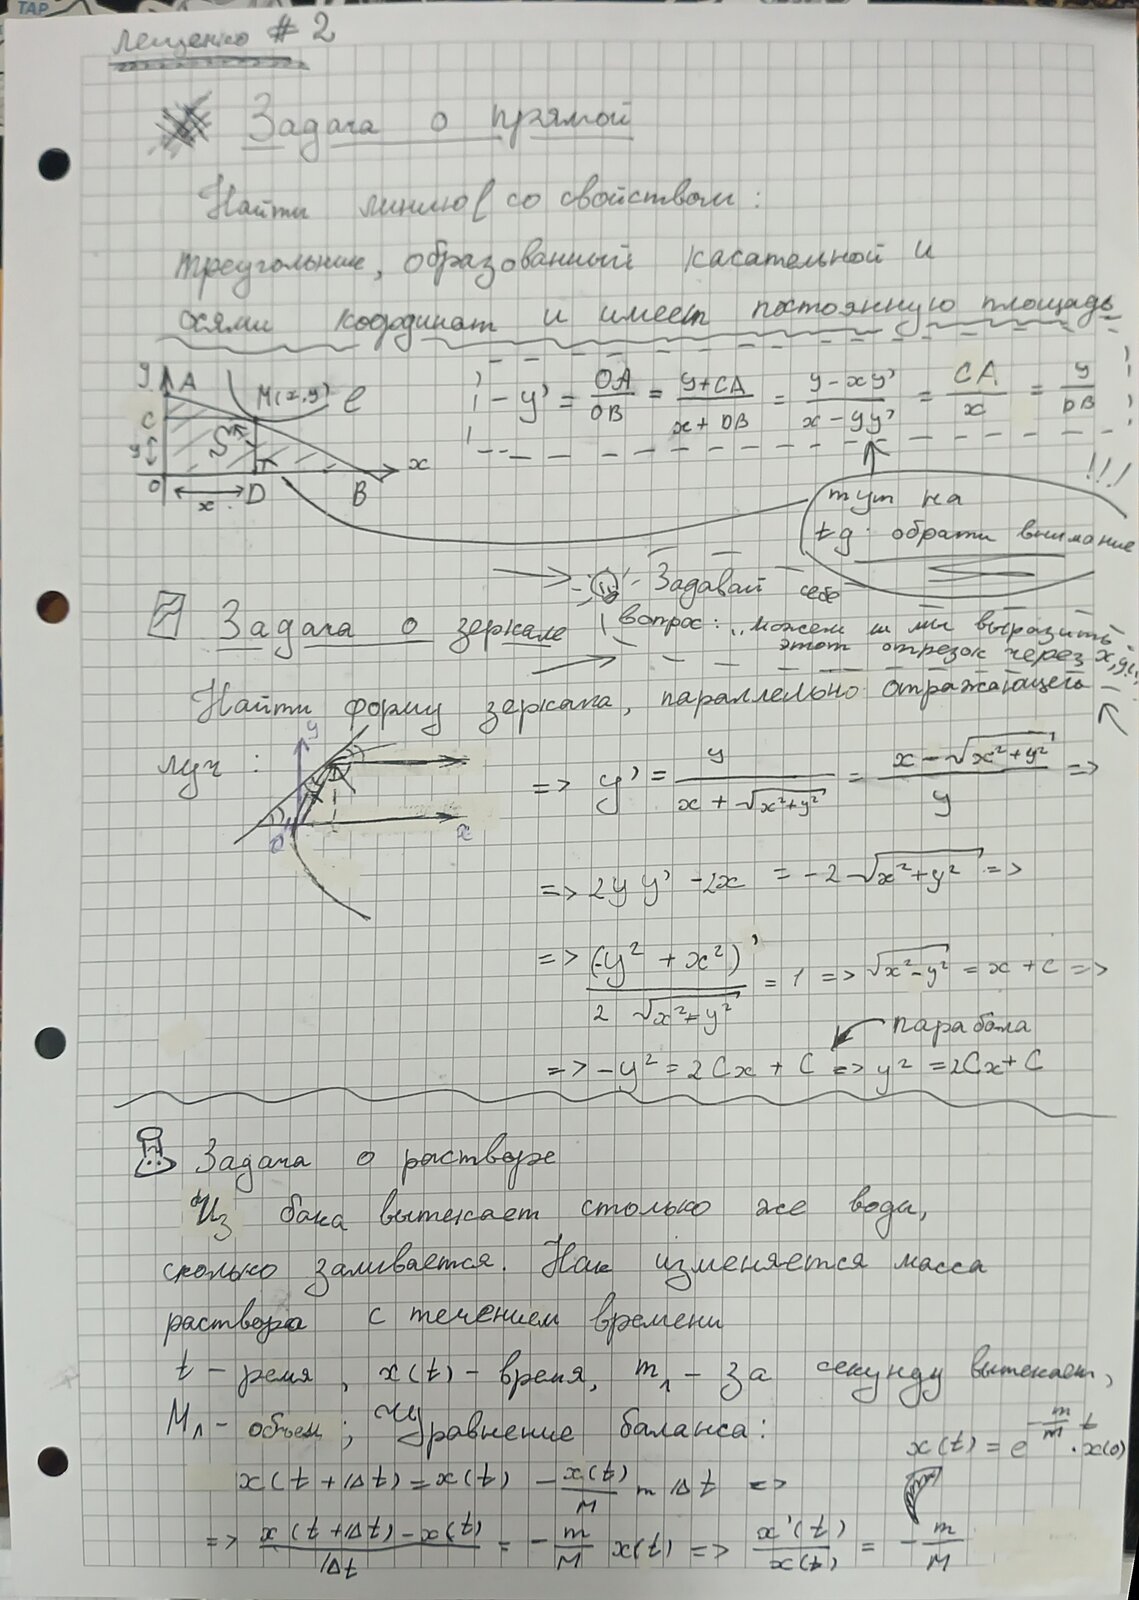 ТАР
Лещенко # 2
Задача о прямой
Найти линию l со свойством:
треугольник, образованный касательной и
осями координат и имеет постоянную площадь
y A M(x,y) l
C
y S
O x D B x
- y' = OA/OB = (y+CA)/(x+DB) = (y-xy')/(x-yy') = CA/x = y/DB
!!!
тут на
tg обрати внимание
Задавай себе
вопрос: "можем ли мы выразить
этот отрезок через x, y
Задача о зеркале
Найти форму зеркала, параллельно отражающего
луч:
y
O x
=> y' = y/(x + √(x²+y²)) = (x - √(x²+y²))/y =>
=> 2yy' - 2x = -2√(x²+y²) =>
=> (-y² + x²)'/(2√(x²+y²)) = 1 => √(x²-y²) = x + C =>
парабола
=> -y² = 2Cx + C => y² = 2Cx + C
Задача о растворе
Из бака вытекает столько же воды,
сколько заливается. Как изменяется масса
раствора с течением времени
t - ремя, x(t) - время, m л - за секунду вытекает,
M л - объем; Уравнение баланса:
x(t) = e^(-m/M t) · x(0)
x(t + Δt) = x(t) - x(t)/M m Δt =>
=> (x(t+Δt) - x(t))/Δt = - m/M x(t) => x'(t)/x(t) = - m/M